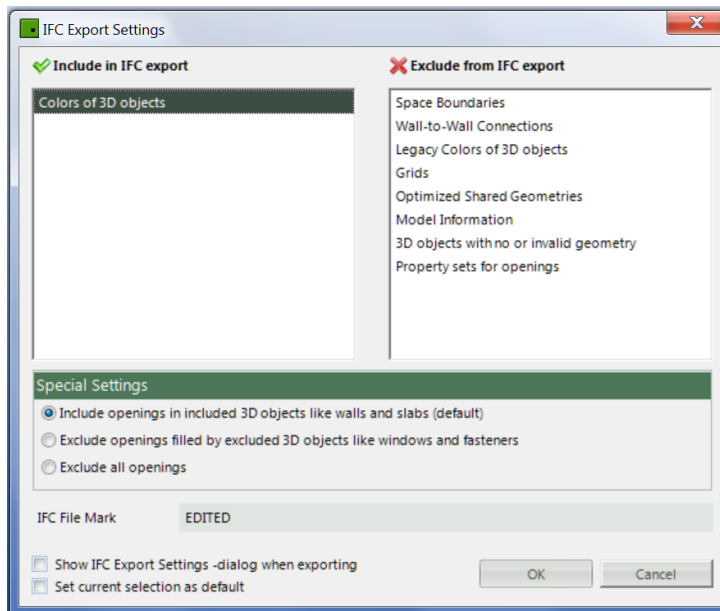 IFC Export Settings
Include in IFC export
Exclude from IFC export
Colors of 3D objects
Space Boundaries
Wall-to-Wall Connections
Legacy Colors of 3D objects
Grids
Optimized Shared Geometries
Model Information
3D objects with no or invalid geometry
Property sets for openings
Special Settings
Include openings in included 3D objects like walls and slabs (default)
Exclude openings filled by excluded 3D objects like windows and fasteners
Exclude all openings
IFC File Mark EDITED
Show IFC Export Settings -dialog when exporting
Set current selection as default
OK Cancel